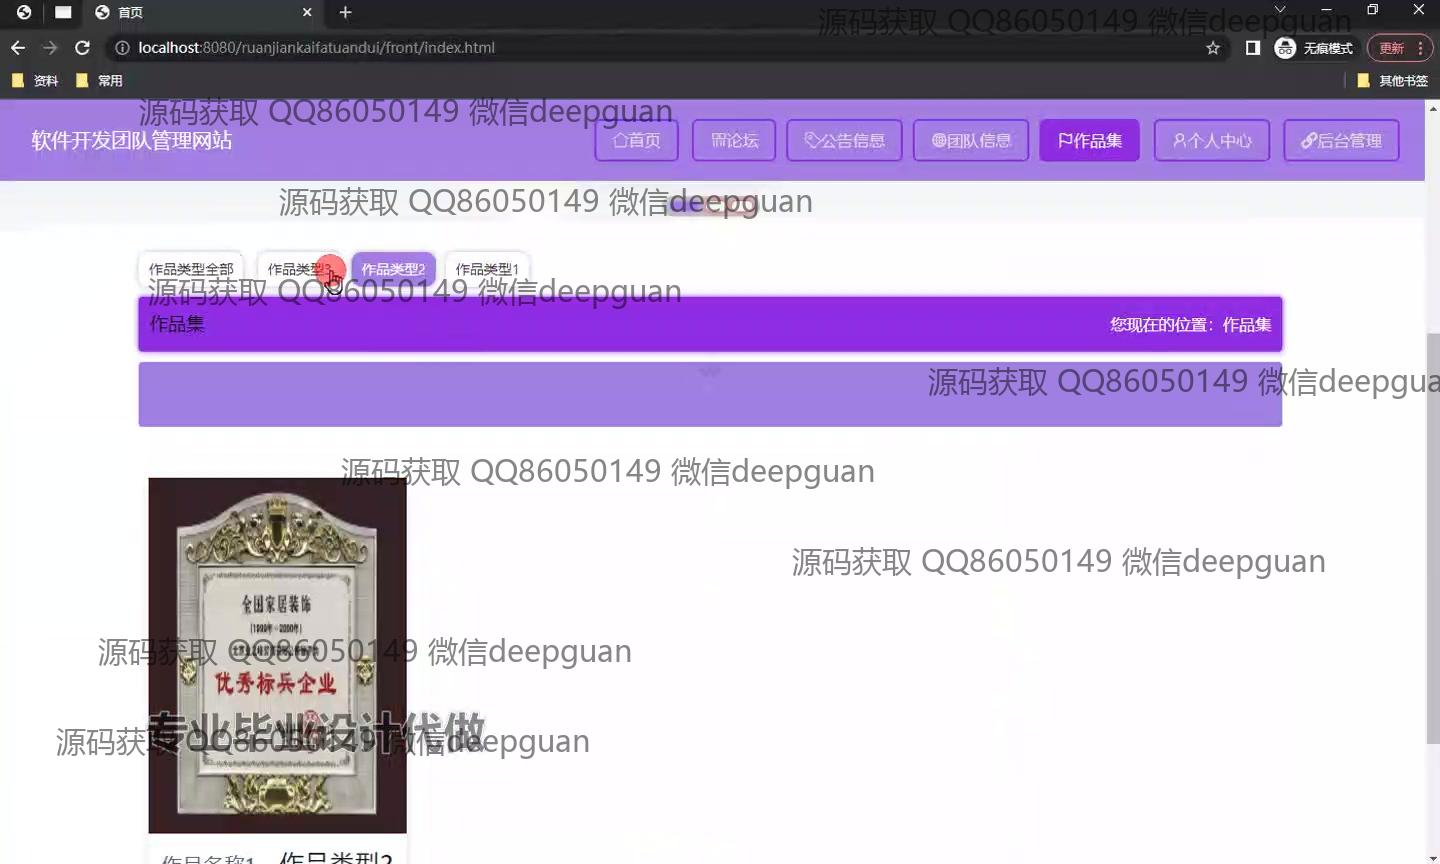 首页
源码获取 QQ86050149 微信deepguan
localhost:8080/ruanjiankaifatuandui/front/index.html
无痕模式
更新
资料
常用
其他书签
源码获取 QQ86050149 微信deepguan
软件开发团队管理网站
首页
论坛
公告信息
团队信息
作品集
个人中心
后台管理
源码获取 QQ86050149 微信deepguan
作品类型全部
作品类型3
作品类型2
作品类型1
源码获取 QQ86050149 微信deepguan
作品集
您现在的位置：作品集
源码获取 QQ86050149 微信deepgua
源码获取 QQ86050149 微信deepguan
源码获取 QQ86050149 微信deepguan
全国家居装饰
(1999年-2000年)
源码获取 QQ86050149 微信deepguan
优秀标兵企业
专业毕业设计代做
源码获取 QQ86050149 微信deepguan
作品名称1
作品类型2